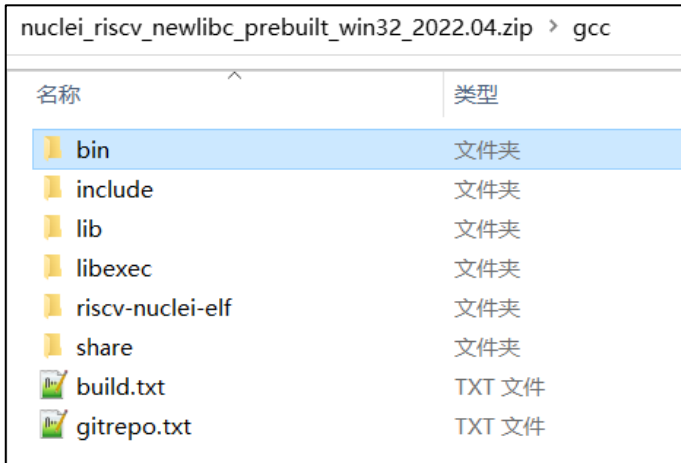 nuclei_riscv_newlibc_prebuilt_win32_2022.04.zip > gcc
名称 类型
bin 文件夹
include 文件夹
lib 文件夹
libexec 文件夹
riscv-nuclei-elf 文件夹
share 文件夹
build.txt TXT 文件
gitrepo.txt TXT 文件